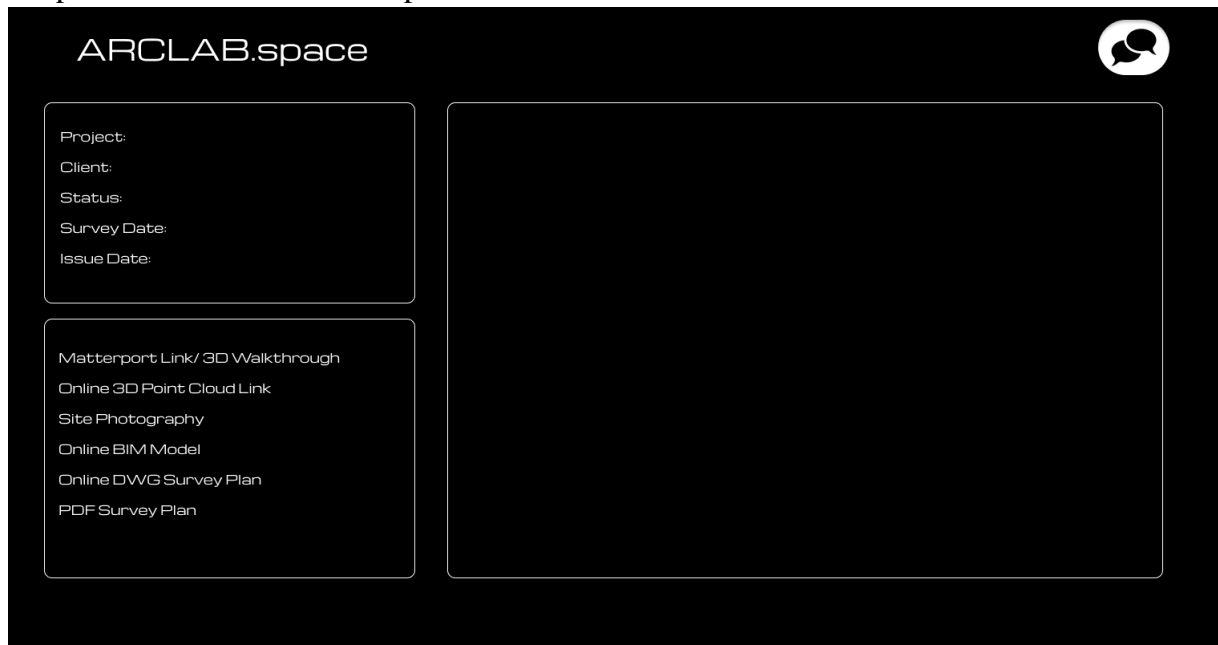 ARCLAB.space
Project:
Client:
Status:
Survey Date:
Issue Date:
Matterport Link/ 3D Walkthrough
Online 3D Point Cloud Link
Site Photography
Online BIM Model
Online DWG Survey Plan
PDF Survey Plan